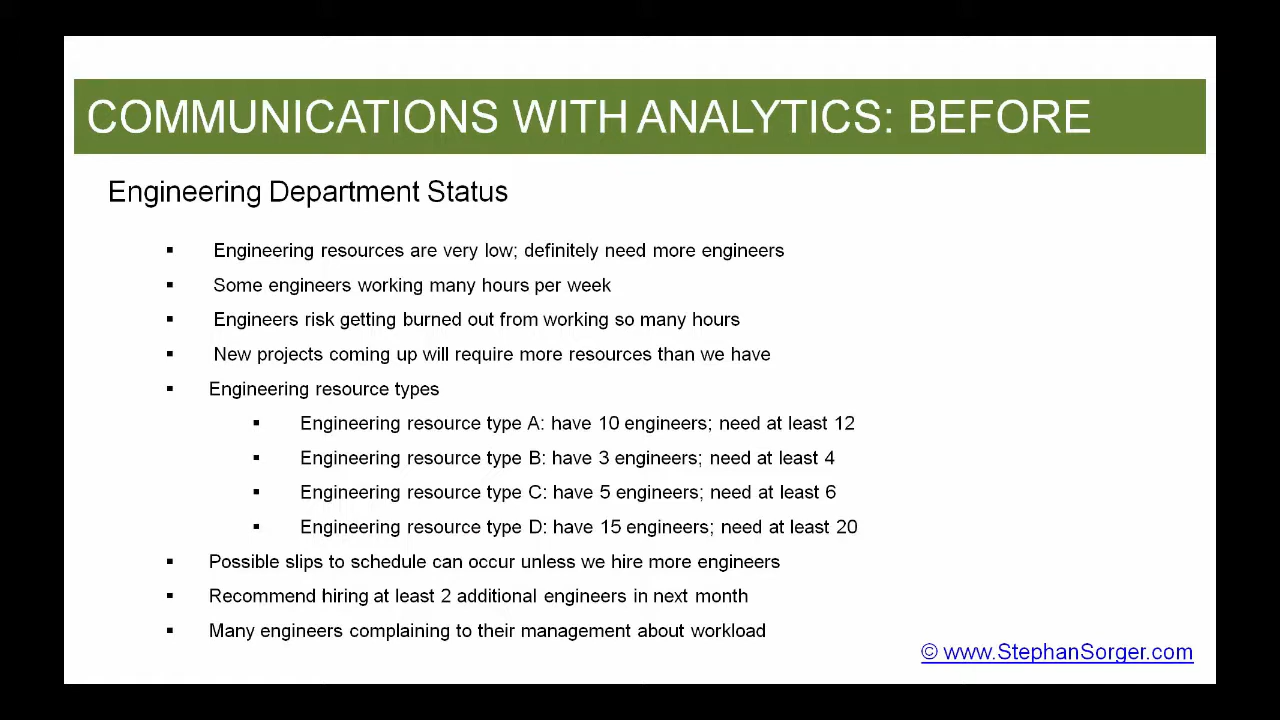 COMMUNICATIONS WITH ANALYTICS: BEFORE
Engineering Department Status
▪ Engineering resources are very low; definitely need more engineers
▪ Some engineers working many hours per week
▪ Engineers risk getting burned out from working so many hours
▪ New projects coming up will require more resources than we have
▪ Engineering resource types
▪ Engineering resource type A: have 10 engineers; need at least 12
▪ Engineering resource type B: have 3 engineers; need at least 4
▪ Engineering resource type C: have 5 engineers; need at least 6
▪ Engineering resource type D: have 15 engineers; need at least 20
▪ Possible slips to schedule can occur unless we hire more engineers
▪ Recommend hiring at least 2 additional engineers in next month
▪ Many engineers complaining to their management about workload
© www.StephanSorger.com